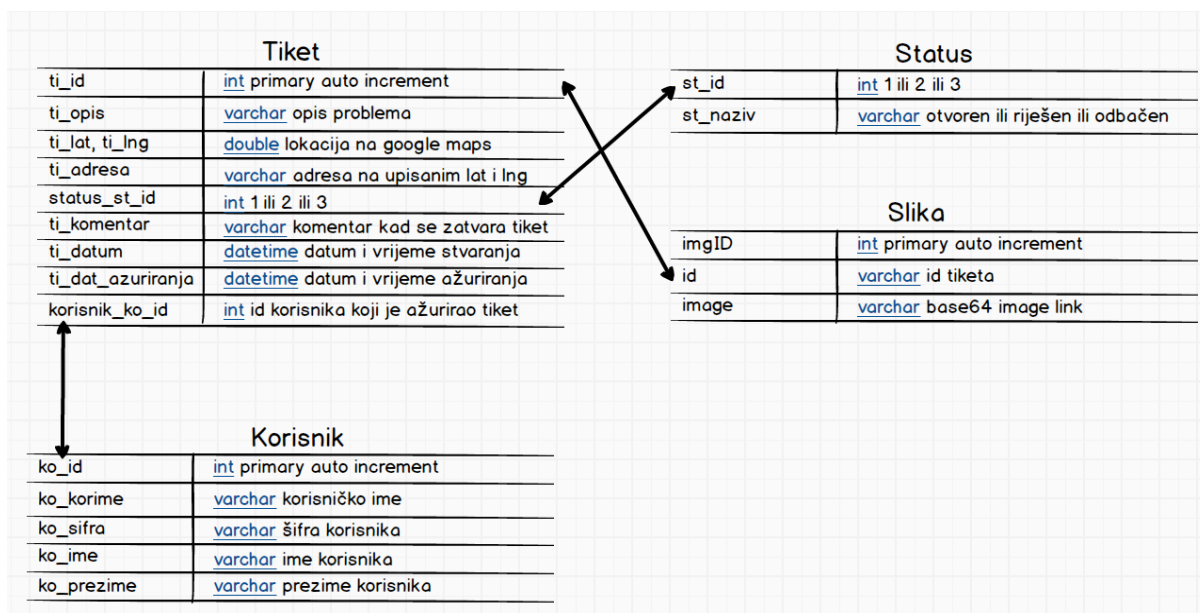 Tiket
ti_id int primary auto increment
ti_opis varchar opis problema
ti_lat, ti_lng double lokacija na google maps
ti_adresa varchar adresa na upisanim lat i lng
status_st_id int 1 ili 2 ili 3
ti_komentar varchar komentar kad se zatvara tiket
ti_datum datetime datum i vrijeme stvaranja
ti_dat_azuriranja datetime datum i vrijeme ažuriranja
korisnik_ko_id int id korisnika koji je ažurirao tiket
Status
st_id int 1 ili 2 ili 3
st_naziv varchar otvoren ili riješen ili odbačen
Slika
imgID int primary auto increment
id varchar id tiketa
image varchar base64 image link
Korisnik
ko_id int primary auto increment
ko_korime varchar korisničko ime
ko_sifra varchar šifra korisnika
ko_ime varchar ime korisnika
ko_prezime varchar prezime korisnika